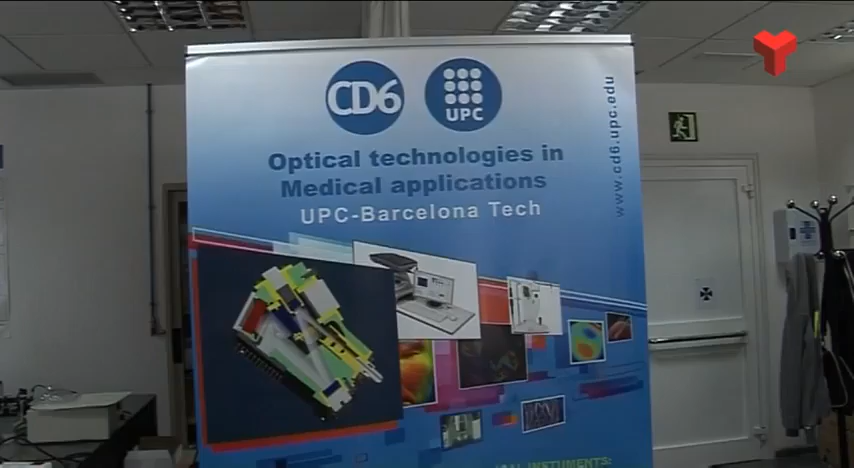 CD6
UPC
Optical technologies in
Medical applications
UPC-Barcelona Tech
www.cd6.upc.edu